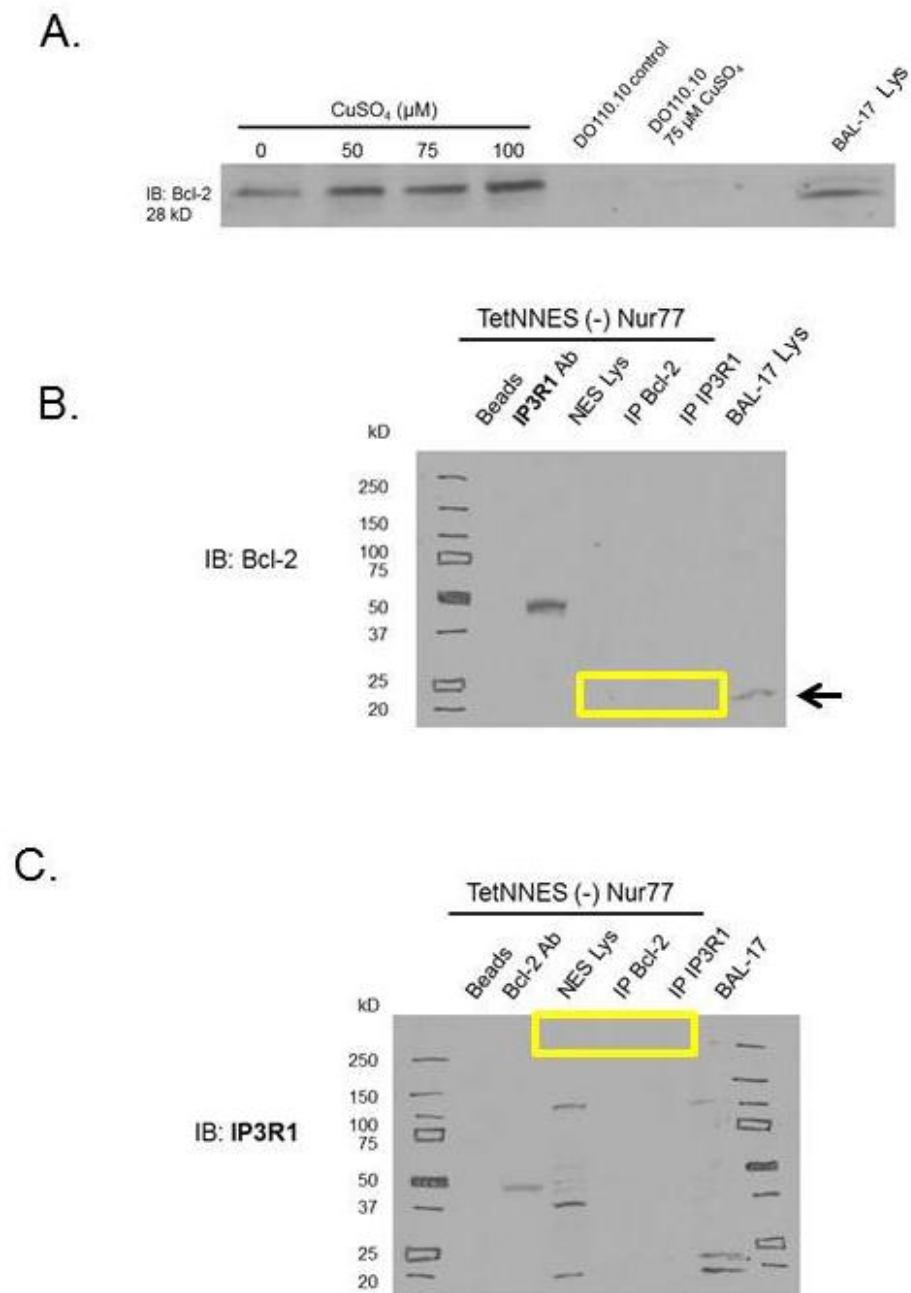 A.
CuSO₄ (µM)
0 50 75 100
DO110.10 control
DO110.10
75 µM CuSO₄
BAL-17 Lys
IB: Bcl-2
28 kD
B.
TetNNES (-) Nur77
Beads
IP3R1 Ab
NES Lys
IP Bcl-2
IP IP3R1
BAL-17 Lys
kD
250
150
100
75
50
37
25
20
IB: Bcl-2
C.
TetNNES (-) Nur77
Beads
Bcl-2 Ab
NES Lys
IP Bcl-2
IP IP3R1
BAL-17
kD
250
150
100
75
50
37
25
20
IB: IP3R1